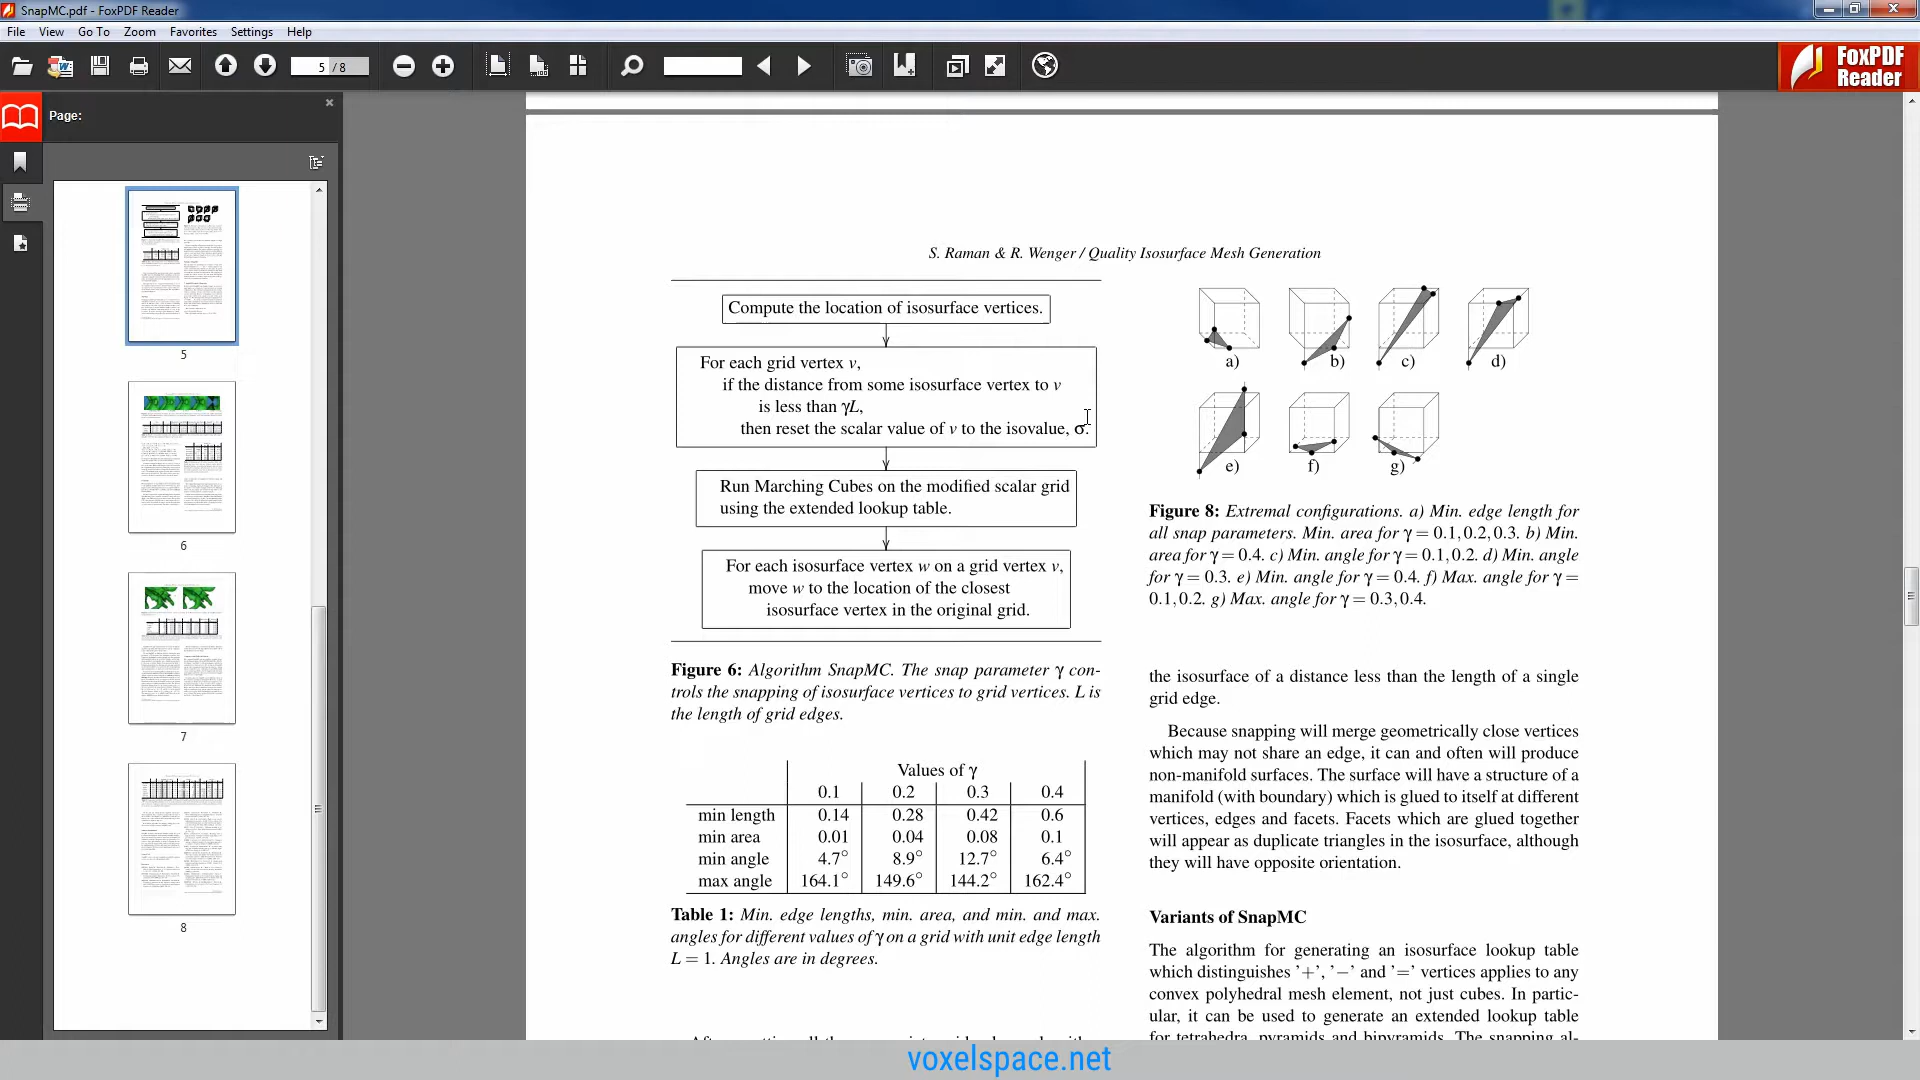 SnapMC.pdf - FoxPDF Reader
File View Go To Zoom Favorites Settings Help
5 / 8
FoxPDF
Reader
Page:
5
6
7
8
S. Raman & R. Wenger / Quality Isosurface Mesh Generation
Compute the location of isosurface vertices.
For each grid vertex v,
if the distance from some isosurface vertex to v
is less than γL,
then reset the scalar value of v to the isovalue, σ.
Run Marching Cubes on the modified scalar grid
using the extended lookup table.
For each isosurface vertex w on a grid vertex v,
move w to the location of the closest
isosurface vertex in the original grid.
Figure 6: Algorithm SnapMC. The snap parameter γ con-
trols the snapping of isosurface vertices to grid vertices. L is
the length of grid edges.
Values of γ
0.1 0.2 0.3 0.4
min length 0.14 0.28 0.42 0.6
min area 0.01 0.04 0.08 0.1
min angle 4.7° 8.9° 12.7° 6.4°
max angle 164.1° 149.6° 144.2° 162.4°
Table 1: Min. edge lengths, min. area, and min. and max.
angles for different values of γ on a grid with unit edge length
L = 1. Angles are in degrees.
a) b) c) d)
e) f) g)
Figure 8: Extremal configurations. a) Min. edge length for
all snap parameters. Min. area for γ = 0.1,0.2,0.3. b) Min.
area for γ = 0.4. c) Min. angle for γ = 0.1,0.2. d) Min. angle
for γ = 0.3. e) Min. angle for γ = 0.4. f) Max. angle for γ =
0.1,0.2. g) Max. angle for γ = 0.3,0.4.
the isosurface of a distance less than the length of a single
grid edge.
Because snapping will merge geometrically close vertices
which may not share an edge, it can and often will produce
non-manifold surfaces. The surface will have a structure of a
manifold (with boundary) which is glued to itself at different
vertices, edges and facets. Facets which are glued together
will appear as duplicate triangles in the isosurface, although
they will have opposite orientation.
Variants of SnapMC
The algorithm for generating an isosurface lookup table
which distinguishes '+', '−' and '=' vertices applies to any
convex polyhedral mesh element, not just cubes. In partic-
ular, it can be used to generate an extended lookup table
for tetrahedra, pyramids and bipyramids. The snapping al-
voxelspace.net